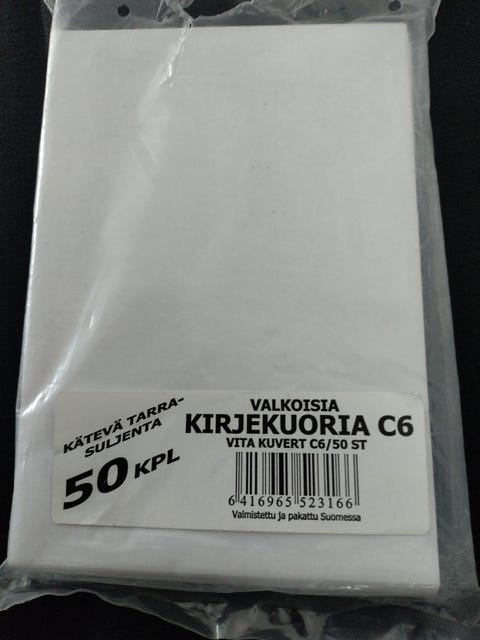 KÄTEVÄ TARRA-
SULJENTA
50 KPL
VALKOISIA
KIRJEKUORIA C6
VITA KUVERT C6/50 ST
6 416965 523166
Valmistettu ja pakattu Suomessa